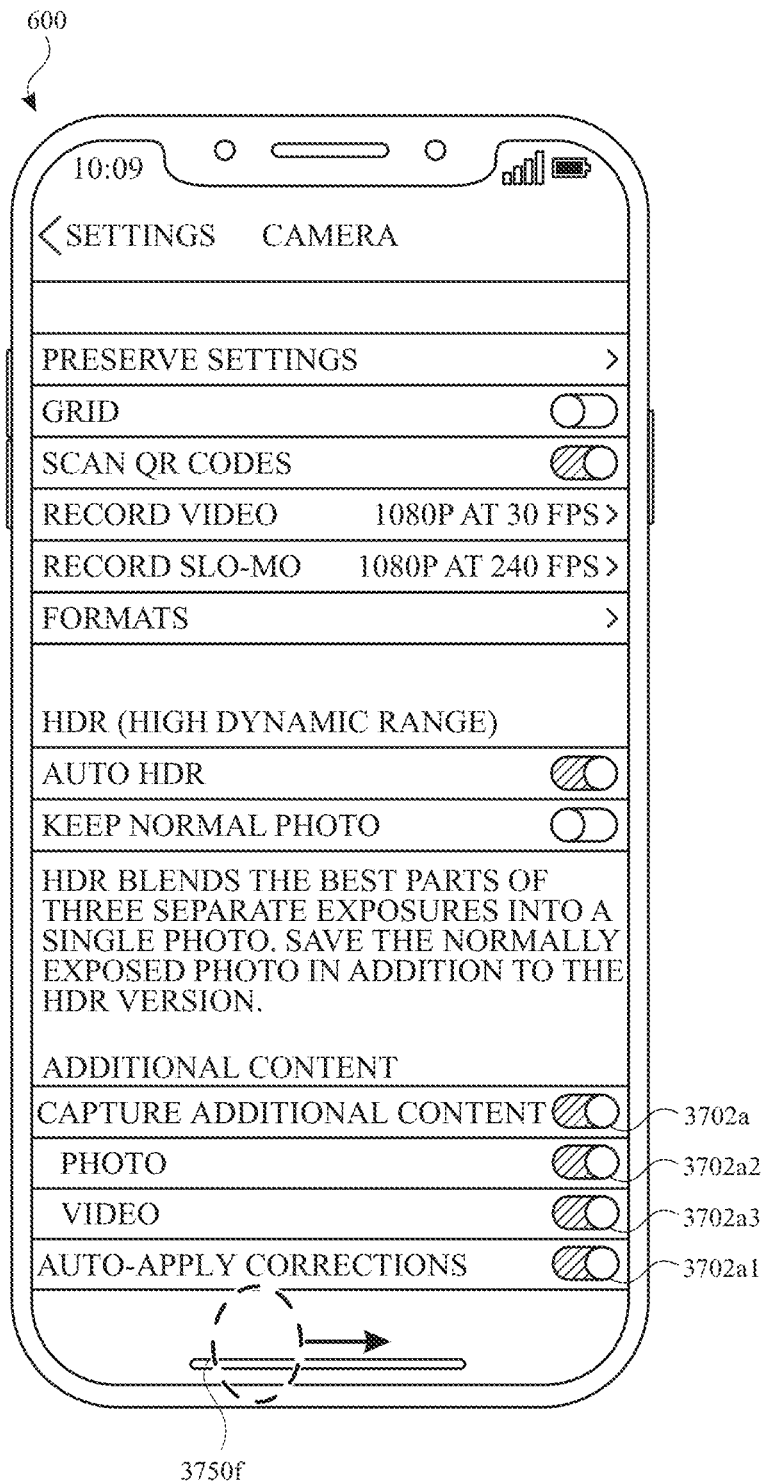 600
10:09
SETTINGS CAMERA
PRESERVE SETTINGS >
GRID
SCAN QR CODES
RECORD VIDEO 1080P AT 30 FPS >
RECORD SLO-MO 1080P AT 240 FPS >
FORMATS >
HDR (HIGH DYNAMIC RANGE)
AUTO HDR
KEEP NORMAL PHOTO
HDR BLENDS THE BEST PARTS OF
THREE SEPARATE EXPOSURES INTO A
SINGLE PHOTO. SAVE THE NORMALLY
EXPOSED PHOTO IN ADDITION TO THE
HDR VERSION.
ADDITIONAL CONTENT
CAPTURE ADDITIONAL CONTENT 3702a
PHOTO 3702a2
VIDEO 3702a3
AUTO-APPLY CORRECTIONS 3702a1
3750f